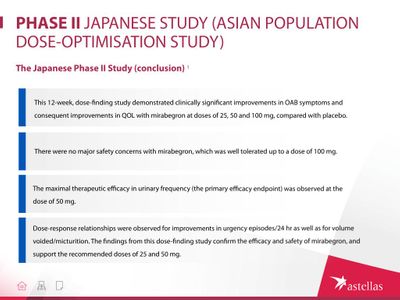 PHASE II JAPANESE STUDY (ASIAN POPULATION
DOSE-OPTIMISATION STUDY)
The Japanese Phase II Study (conclusion) 1
This 12-week, dose-finding study demonstrated clinically significant improvements in OAB symptoms and
consequent improvements in QOL with mirabegron at doses of 25, 50 and 100 mg, compared with placebo.
There were no major safety concerns with mirabegron, which was well tolerated up to a dose of 100 mg.
The maximal therapeutic efficacy in urinary frequency (the primary efficacy endpoint) was observed at the
dose of 50 mg.
Dose-response relationships were observed for improvements in urgency episodes/24 hr as well as for volume
voided/micturition. The findings from this dose-finding study confirm the efficacy and safety of mirabegron, and
support the recommended doses of 25 and 50 mg.
astellas